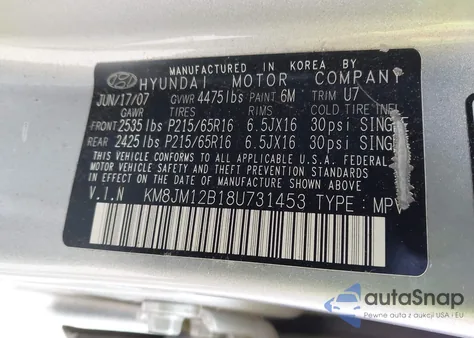 MANUFACTURED IN KOREA BY
HYUNDAI MOTOR COMPANY
JUN/17/07 GVWR 4475lbs PAINT 6M TRIM U7
GAWR TIRES RIMS COLD TIRE INFL
FRONT 2535lbs P215/65R16 6.5JX16 30psi SINGL
REAR 2425lbs P215/65R16 6.5JX16 30psi SINGL
THIS VEHICLE CONFORMS TO ALL APPLICABLE U.S.A. FEDERAL
MOTOR VEHICLE SAFETY AND THEFT PREVENTION STANDARDS
IN EFFECT ON THE DATE OF MANUFACTURE SHOWN ABOVE.
V.I.N KM8JM12B18U731453 TYPE : MPV
autoSnap
Pewne auta z aukcji USA i EU